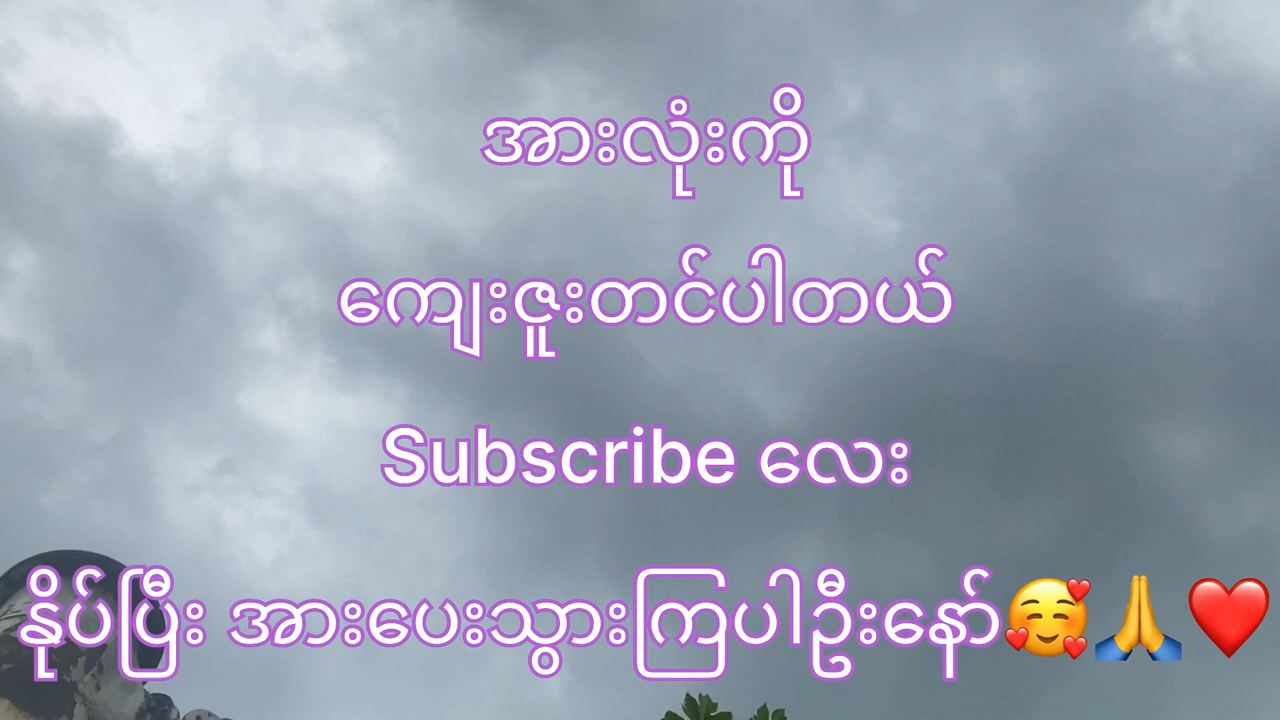 အားလုံးကို
ကျေးဇူးတင်ပါတယ်
Subscribe လေး
နိုပ်ပြီး အားပေးသွားကြပါဦးနော်🥰🙏❤️